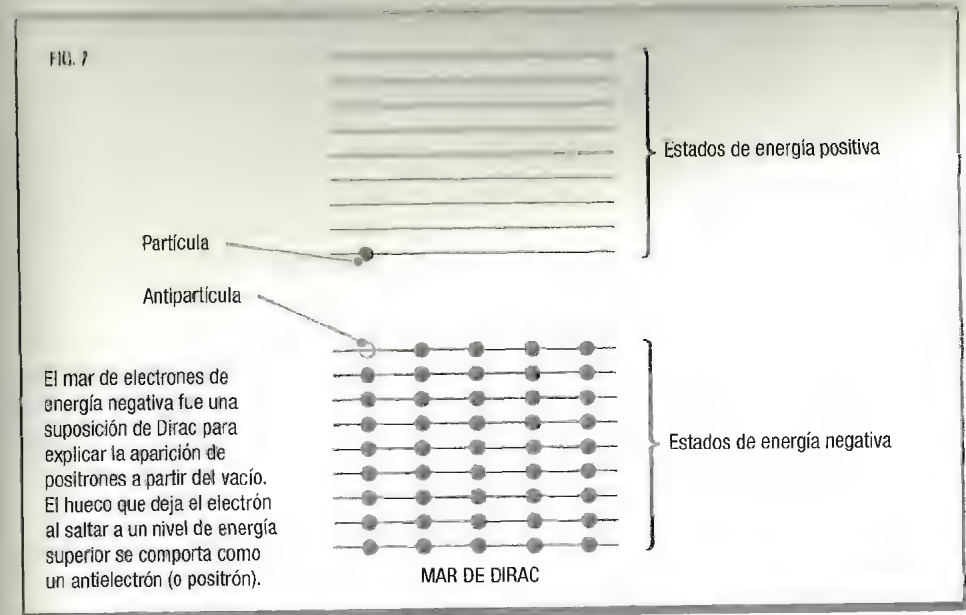 FIG. 7
Estados de energía positiva
Partícula
Antipartícula
El mar de electrones de
energía negativa fue una
suposición de Dirac para
explicar la aparición de
positrones a partir del vacío.
El hueco que deja el electrón
al saltar a un nivel de energía
superior se comporta como
un antielectrón (o positrón).
Estados de energía negativa
MAR DE DIRAC